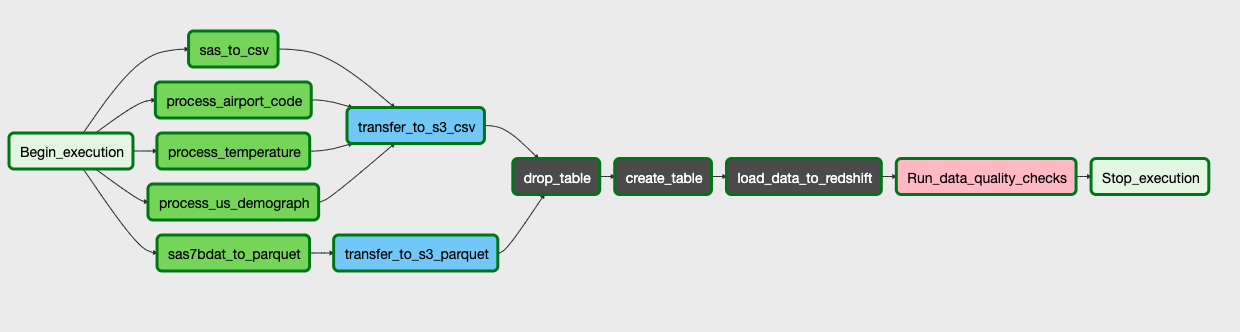 sas_to_csv
process_airport_code
transfer_to_s3_csv
Begin_execution
process_temperature
drop_table
create_table
load_data_to_redshift
Run_data_quality_checks
Stop_execution
process_us_demograph
sas7bdat_to_parquet
transfer_to_s3_parquet